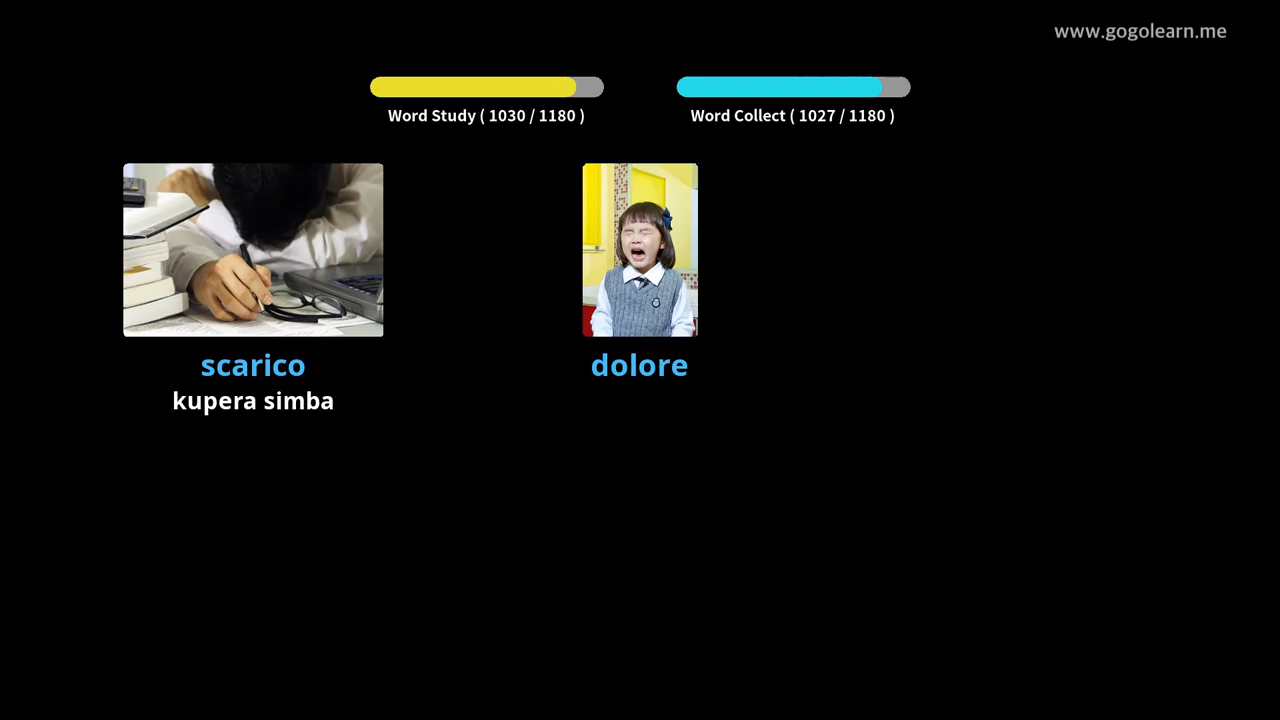 www.gogolearn.me
Word Study ( 1030 / 1180 )
Word Collect ( 1027 / 1180 )
scarico
dolore
kupera simba